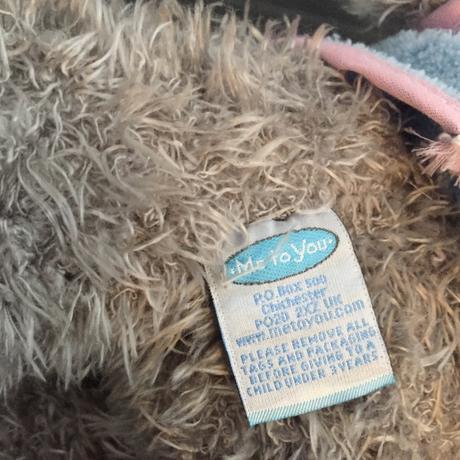 • Me to You •
P.O.Box 500
Chichester
PO20 2XZ UK
www.metoyou.com
PLEASE REMOVE ALL
TAGS AND PACKAGING
BEFORE GIVING TO A
CHILD UNDER 3 YEARS.